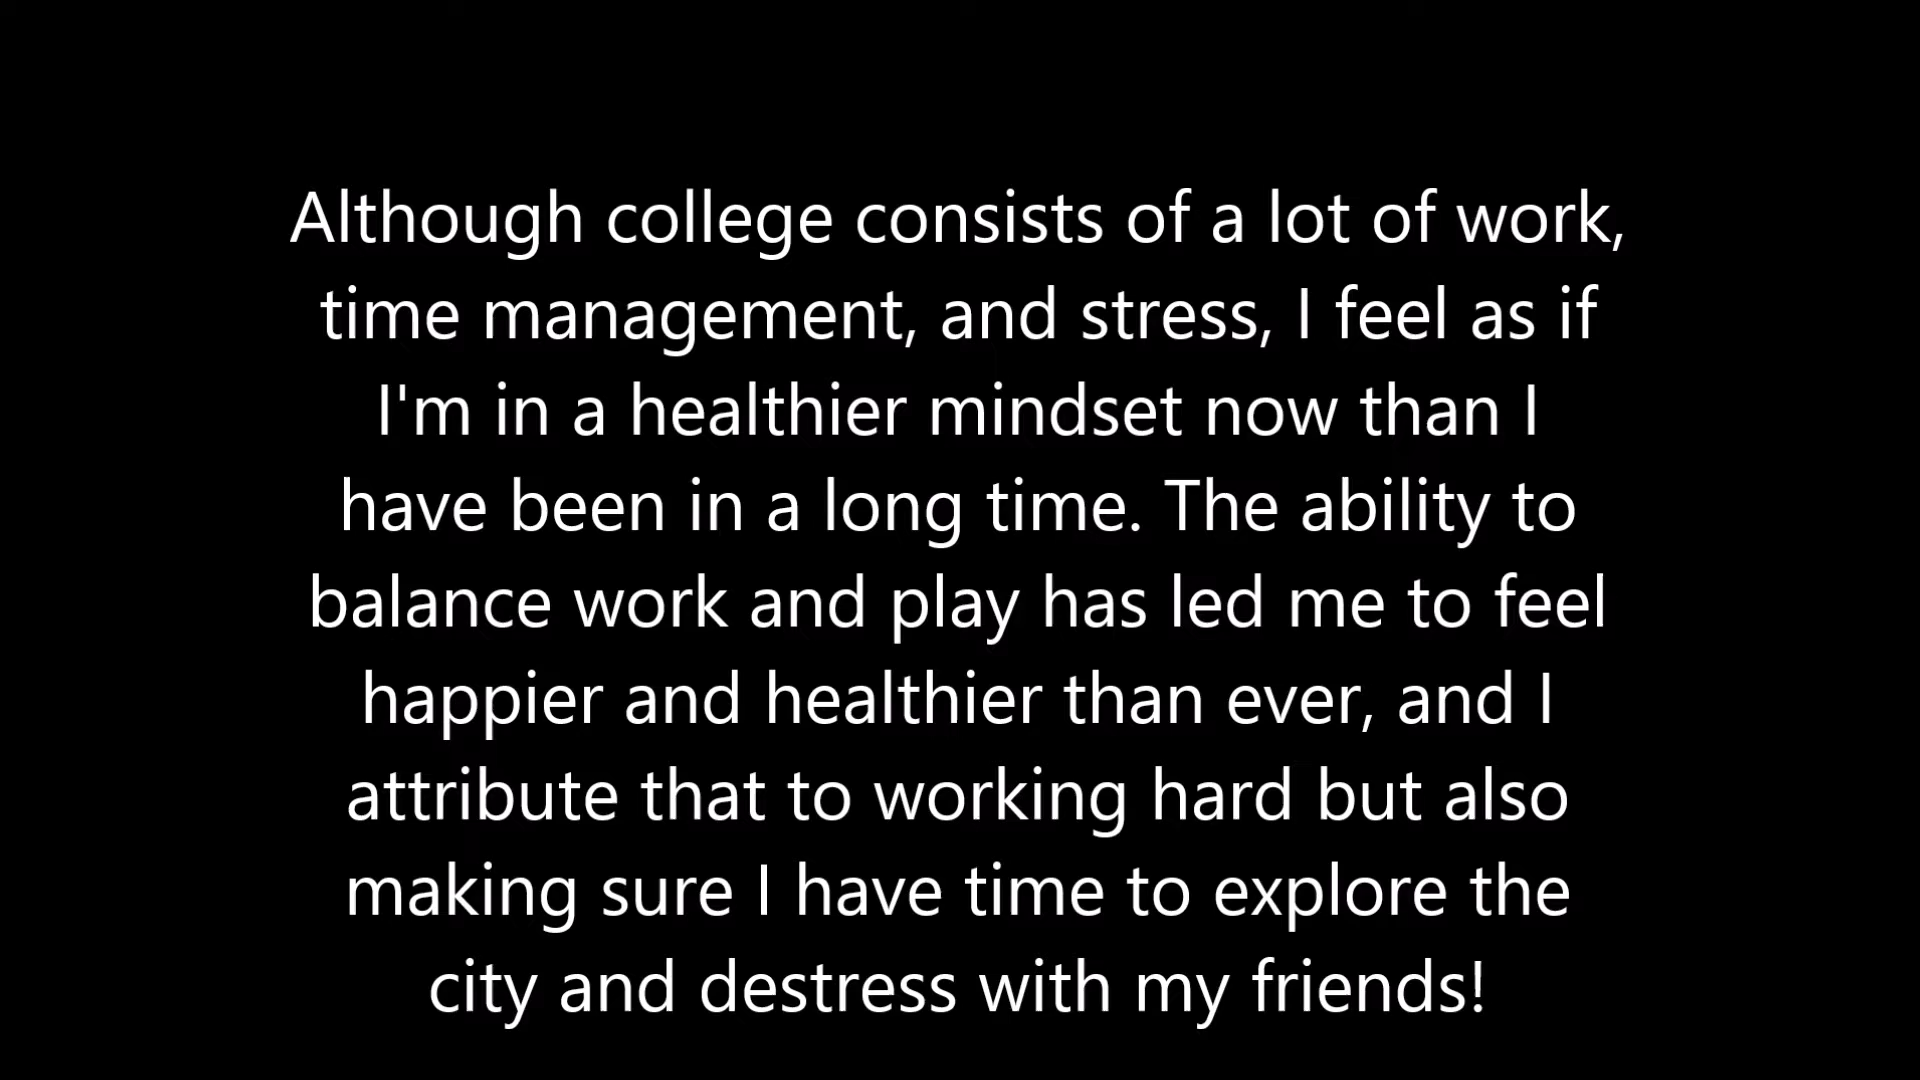 Although college consists of a lot of work,
time management, and stress, I feel as if
I'm in a healthier mindset now than I
have been in a long time. The ability to
balance work and play has led me to feel
happier and healthier than ever, and I
attribute that to working hard but also
making sure I have time to explore the
city and destress with my friends!